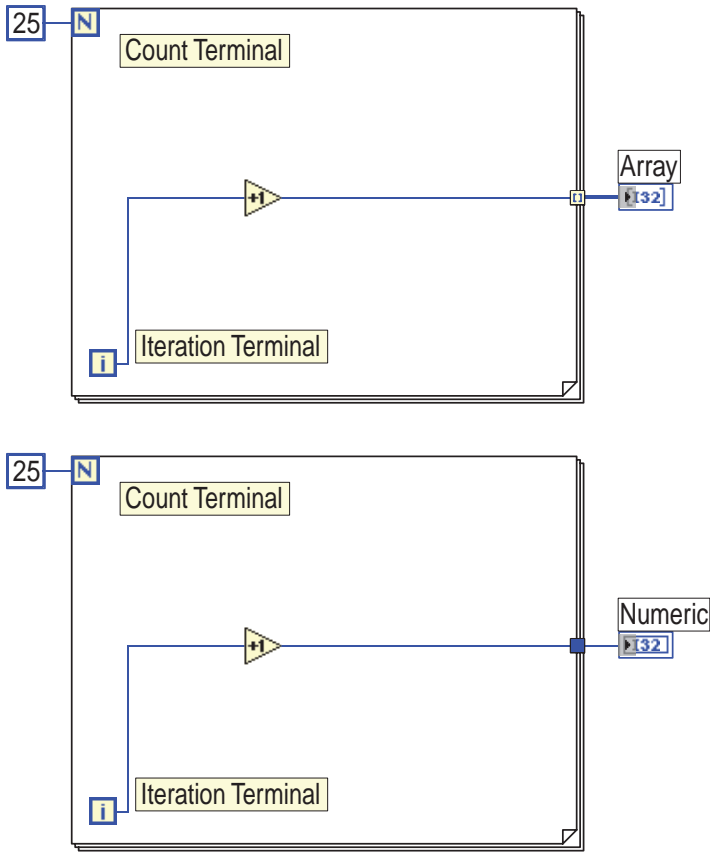 25 N
Count Terminal
Array
+1
[]
[I32]
Iteration Terminal
i
25 N
Count Terminal
Numeric
+1
I32
Iteration Terminal
i